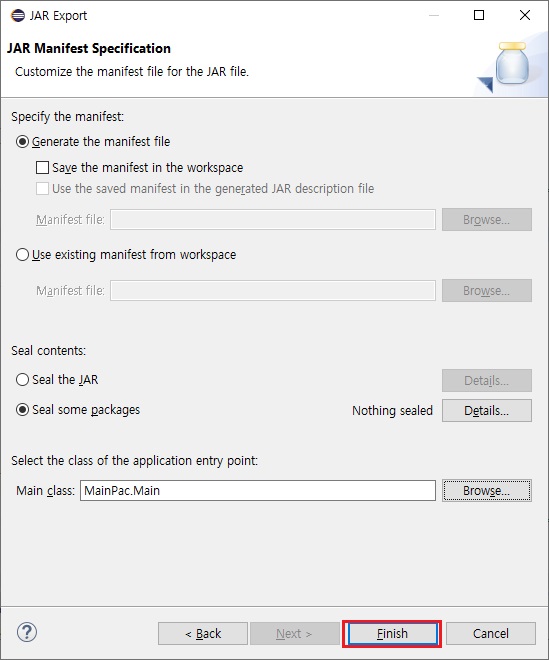 JAR Export
JAR Manifest Specification
Customize the manifest file for the JAR file.
Specify the manifest:
Generate the manifest file
Save the manifest in the workspace
Use the saved manifest in the generated JAR description file
Manifest file: Browse...
Use existing manifest from workspace
Manifest file: Browse...
Seal contents:
Seal the JAR Details...
Seal some packages Nothing sealed Details...
Select the class of the application entry point:
Main class: MainPac.Main Browse...
? < Back Next > Finish Cancel